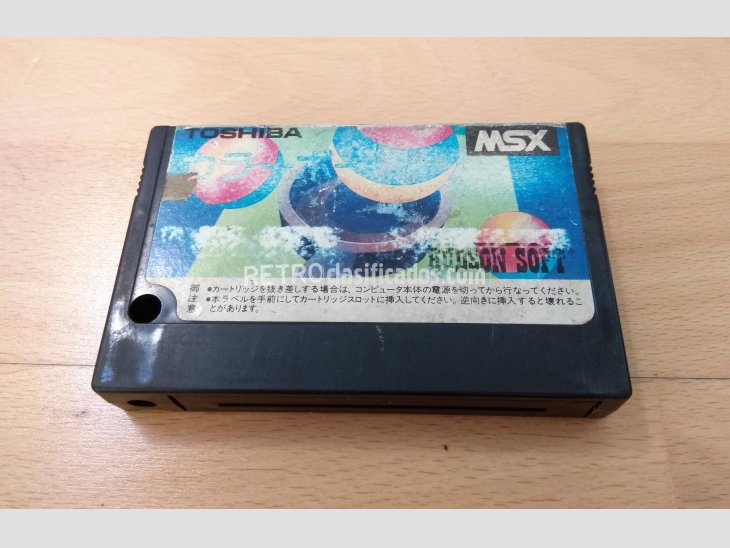 TOSHIBA
MSX
カラー
HUDSON SOFT
RETROclasificados.com
御注意
●カートリッジを抜き差しする場合は、コンピュータ本体の電源を切ってから行なってください。
●本ラベルを手前にしてカートリッジスロットに挿入してください。逆向きに挿入すると壊れるこ
とがあります。